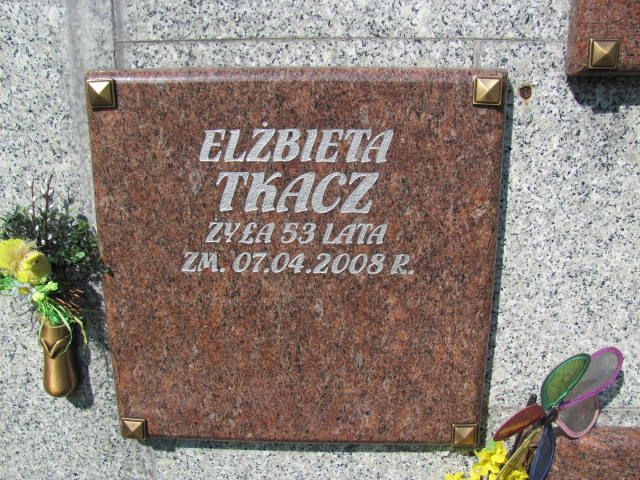 ELŻBIETA
TKACZ
ŻYŁA 53 LATA
ZM. 07.04.2008 R.